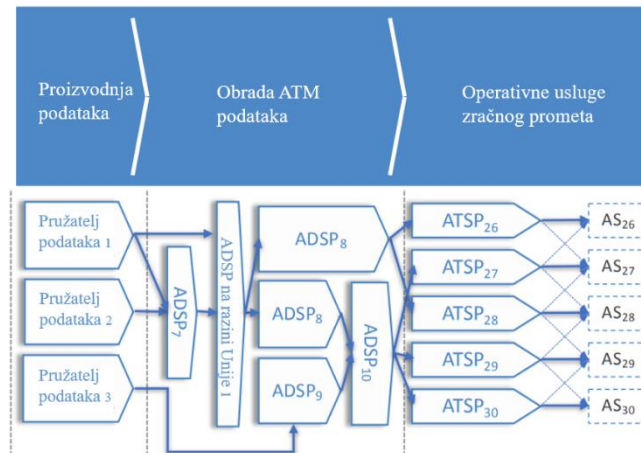 Proizvodnja
podataka
Obrada ATM
podataka
Operativne usluge
zračnog prometa
Pružatelj
podataka 1
Pružatelj
podataka 2
Pružatelj
podataka 3
ADSP7
ADSP na razini Unije 1
ADSP8
ADSP8
ADSP9
ADSP10
ATSP26
ATSP27
ATSP28
ATSP29
ATSP30
AS26
AS27
AS28
AS29
AS30